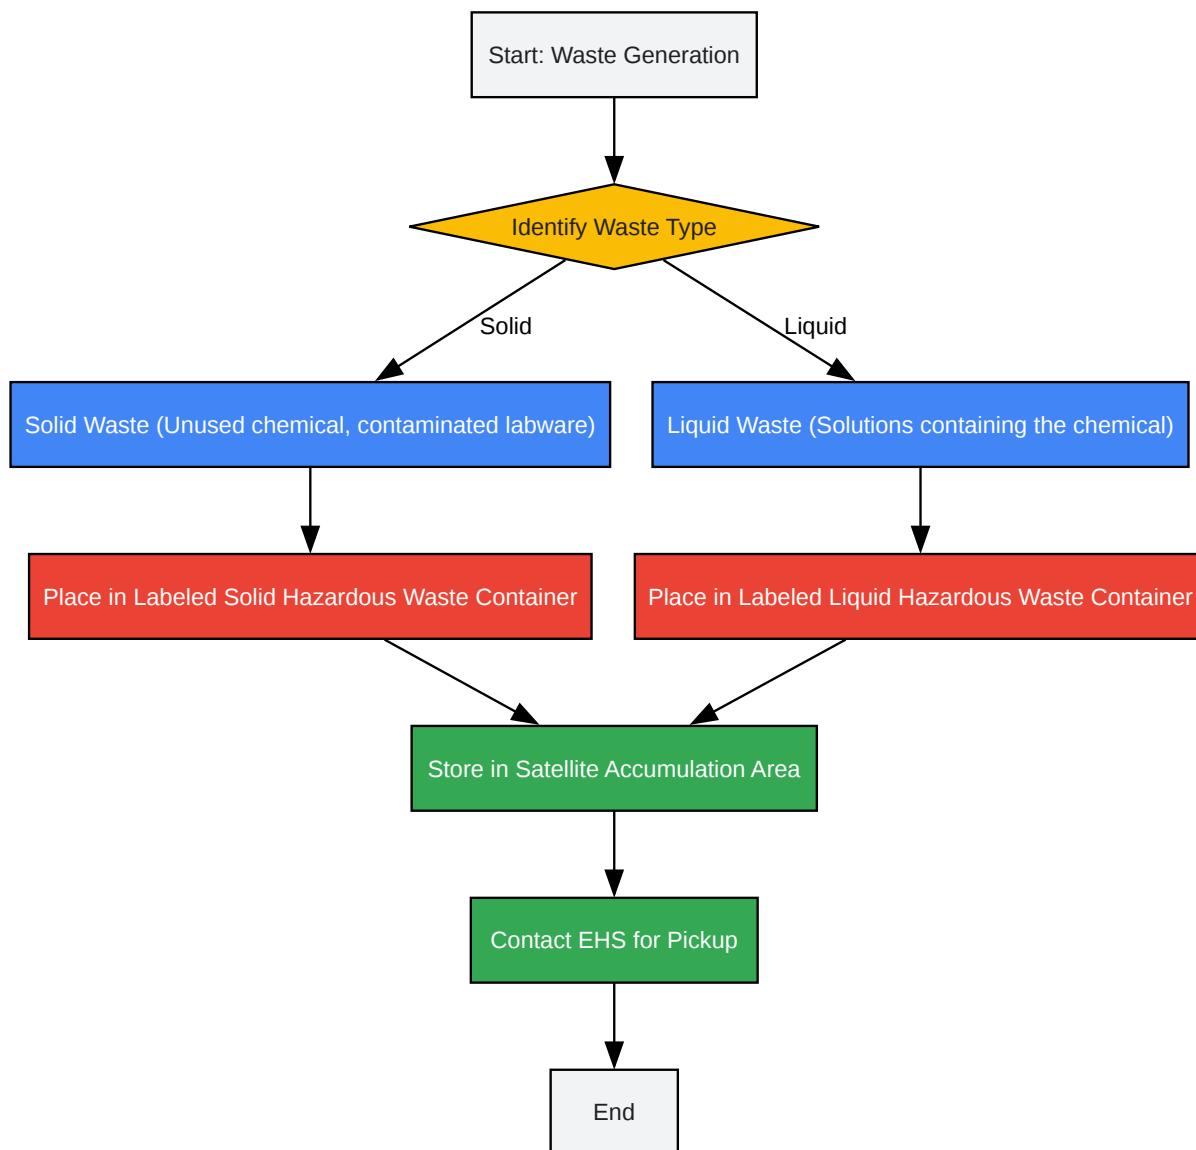 Start: Waste Generation
Identify Waste Type
Solid
Liquid
Solid Waste (Unused chemical, contaminated labware)
Liquid Waste (Solutions containing the chemical)
Place in Labeled Solid Hazardous Waste Container
Place in Labeled Liquid Hazardous Waste Container
Store in Satellite Accumulation Area
Contact EHS for Pickup
End